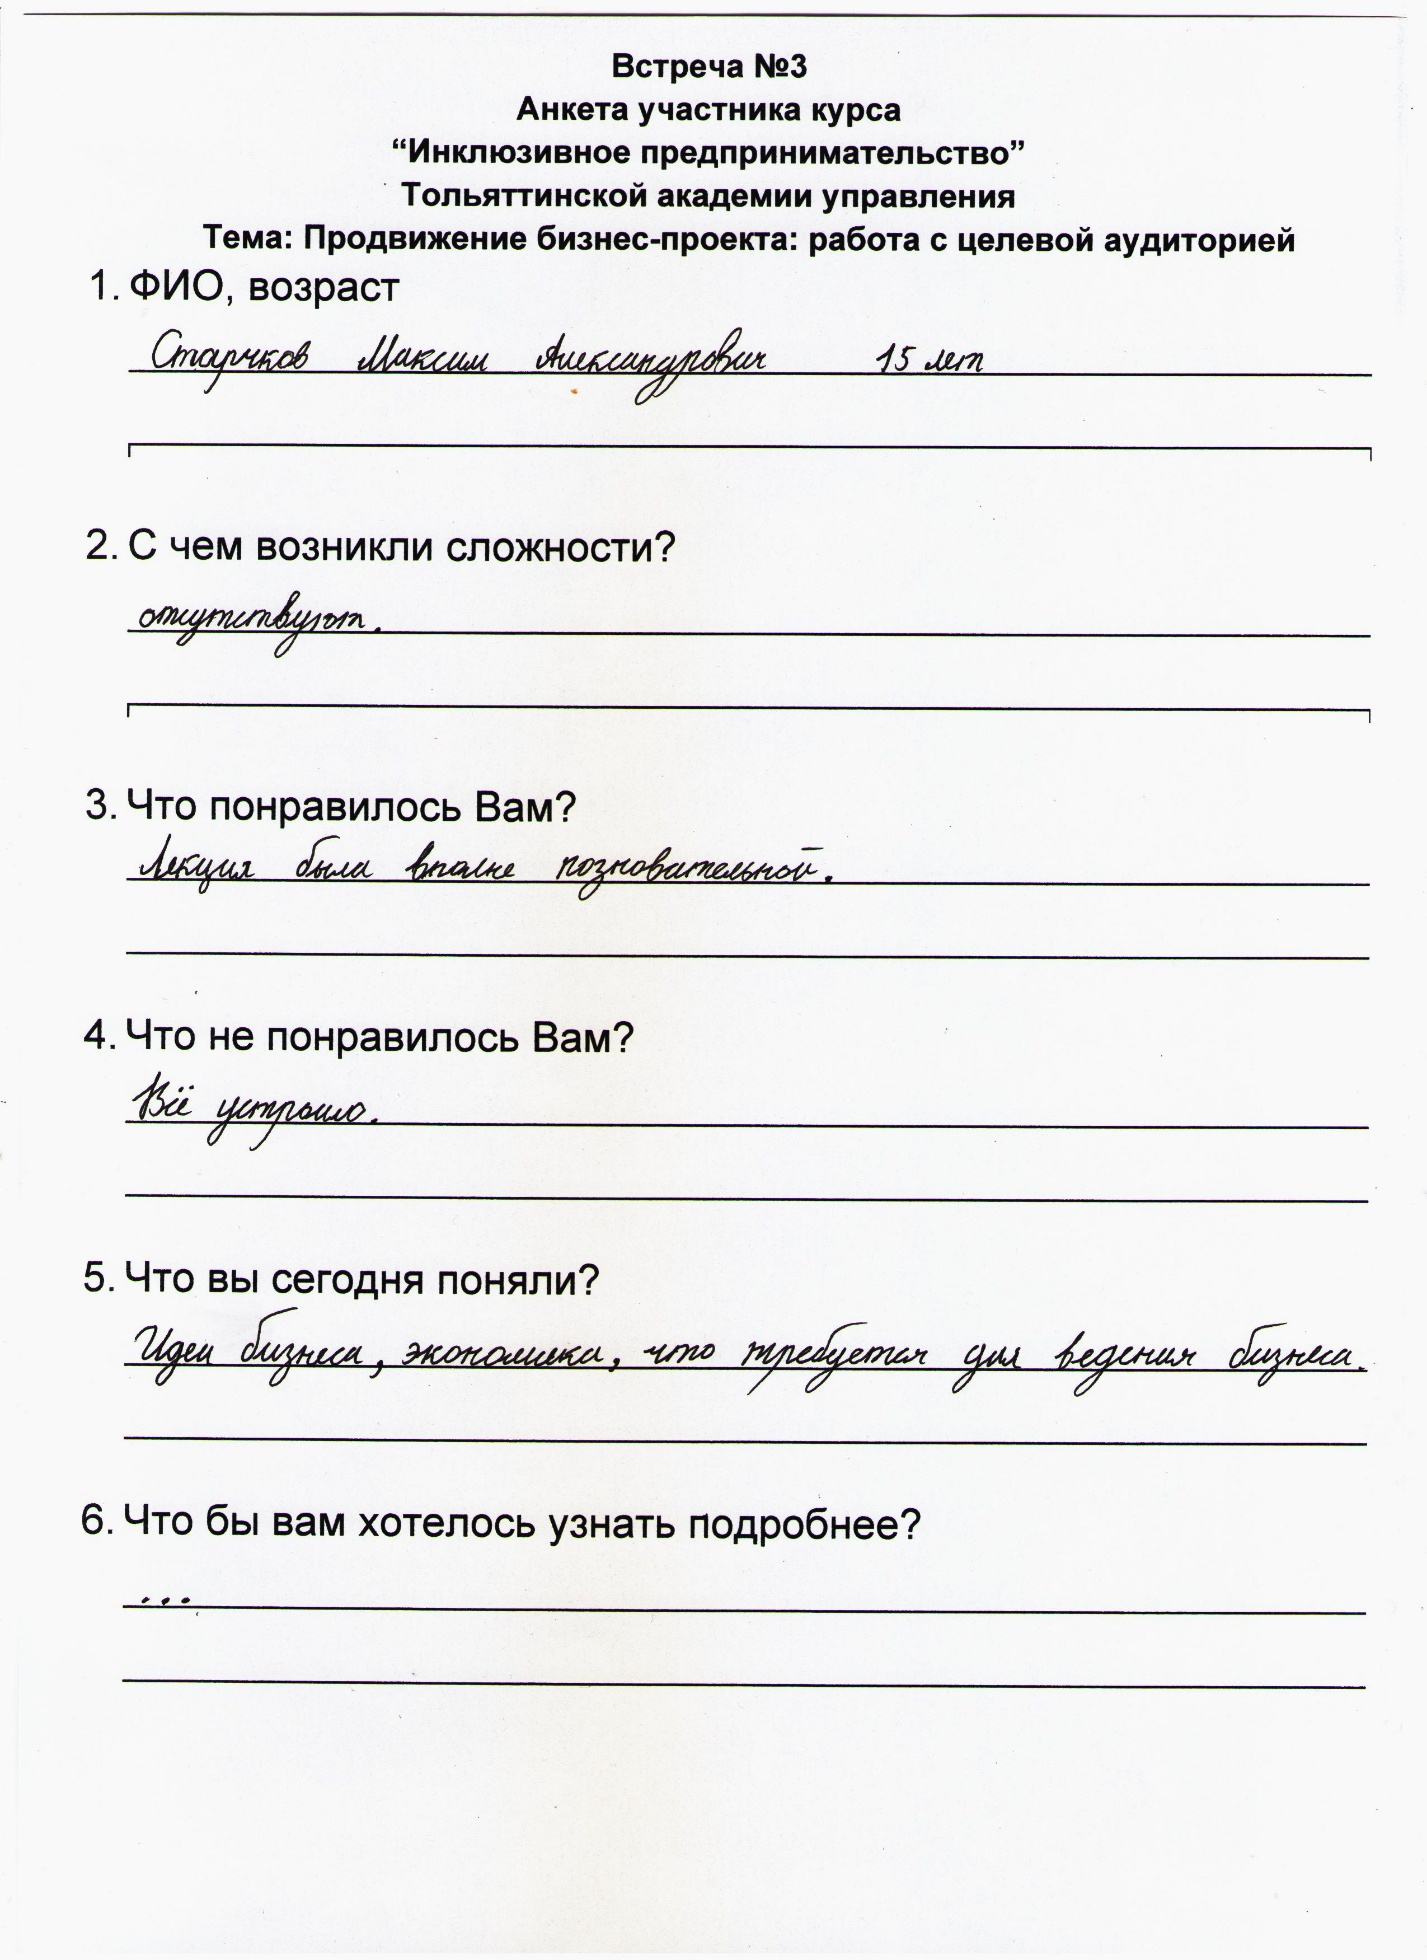 Встреча №3
Анкета участника курса
“Инклюзивное предпринимательство”
Тольяттинской академии управления
Тема: Продвижение бизнес-проекта: работа с целевой аудиторией
1. ФИО, возраст
Старчков Максим Александрович 15 лет
2. С чем возникли сложности?
отсутствуют.
3. Что понравилось Вам?
Лекция была вполне позновательной.
4. Что не понравилось Вам?
Всё устроило.
5. Что вы сегодня поняли?
Идеи бизнеса, экономика, что требуется для ведения бизнеса.
6. Что бы вам хотелось узнать подробнее?
...